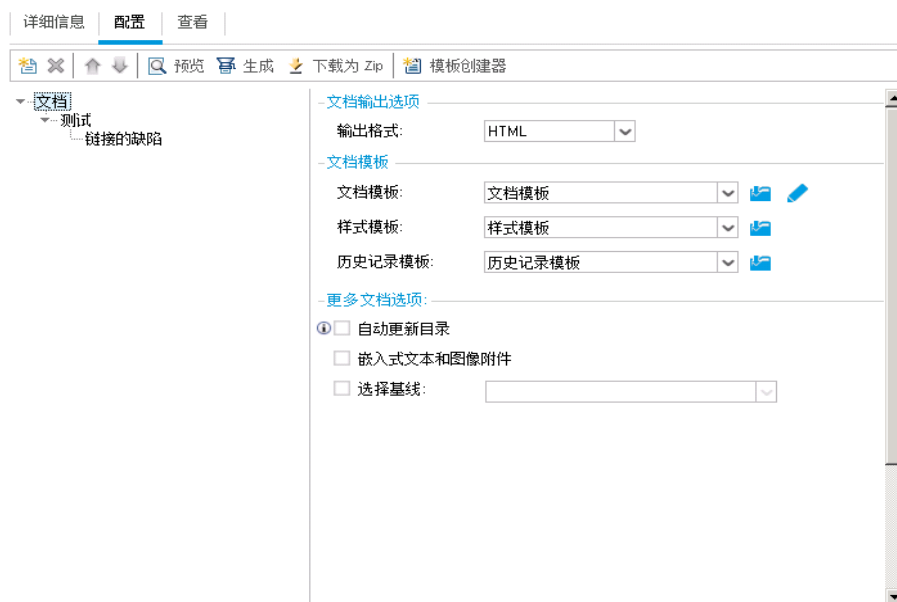 详细信息 配置 查看
预览 生成 下载为 Zip 模板创建器
文档
测试
链接的缺陷
文档输出选项
输出格式: HTML
文档模板
文档模板: 文档模板
样式模板: 样式模板
历史记录模板: 历史记录模板
更多文档选项:
自动更新目录
嵌入式文本和图像附件
选择基线: